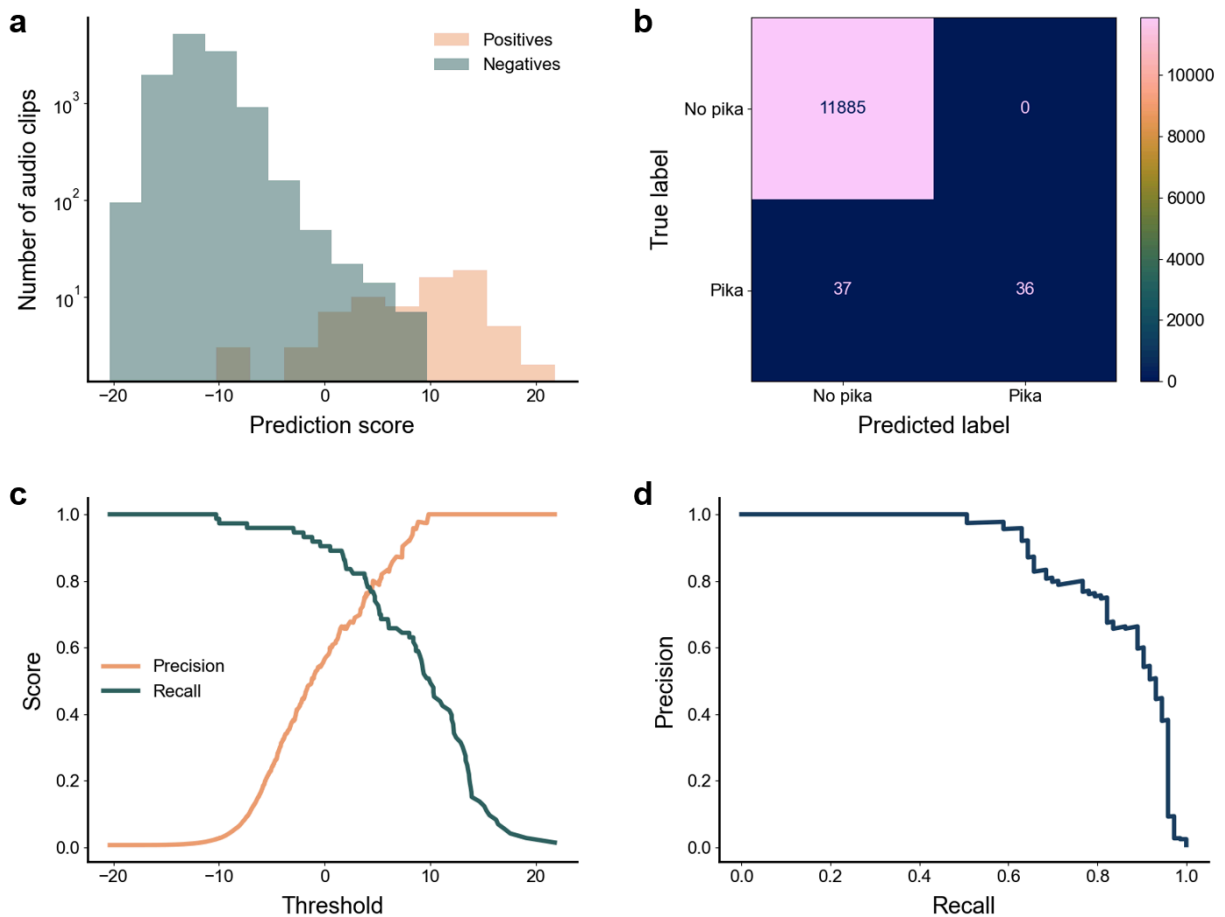 a
Number of audio clips
10³
10²
10¹
Positives
Negatives
−20
−10
0
10
20
Prediction score
b
True label
No pika
Pika
11885
0
37
36
No pika
Pika
Predicted label
10000
8000
6000
4000
2000
0
c
Score
1.0
0.8
0.6
0.4
0.2
0.0
Precision
Recall
−20
−10
0
10
20
Threshold
d
Precision
1.0
0.8
0.6
0.4
0.2
0.0
0.0
0.2
0.4
0.6
0.8
1.0
Recall